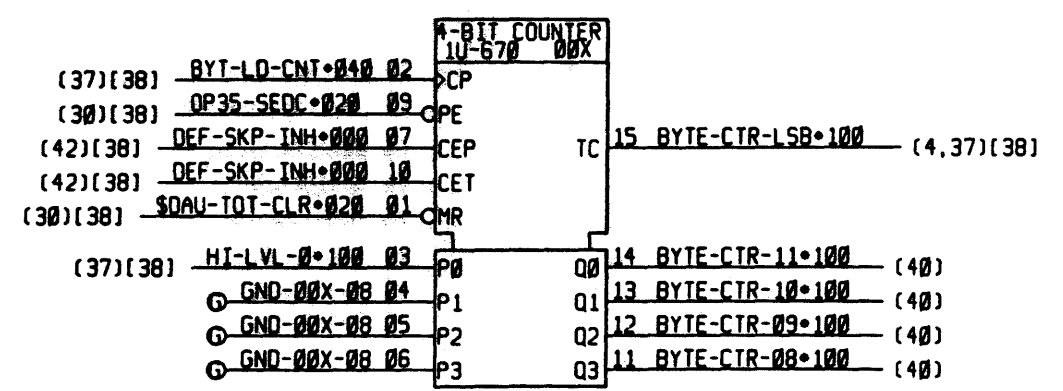 4-BIT COUNTER
1U-670 00X
(37)[38] BYT-LD-CNT•040 02 CP
(30)[38] OP35-SEDC•020 09 PE
(42)[38] DEF-SKP-INH•000 07 CEP TC 15 BYTE-CTR-LSB•100 (4,37)[38]
(42)[38] DEF-SKP-INH•000 10 CET
(30)[38] $DAU-TOT-CLR•020 01 MR
(37)[38] HI-LVL-0•100 03 P0 Q0 14 BYTE-CTR-11•100 (40)
G GND-00X-08 04 P1 Q1 13 BYTE-CTR-10•100 (40)
G GND-00X-08 05 P2 Q2 12 BYTE-CTR-09•100 (40)
G GND-00X-08 06 P3 Q3 11 BYTE-CTR-08•100 (40)